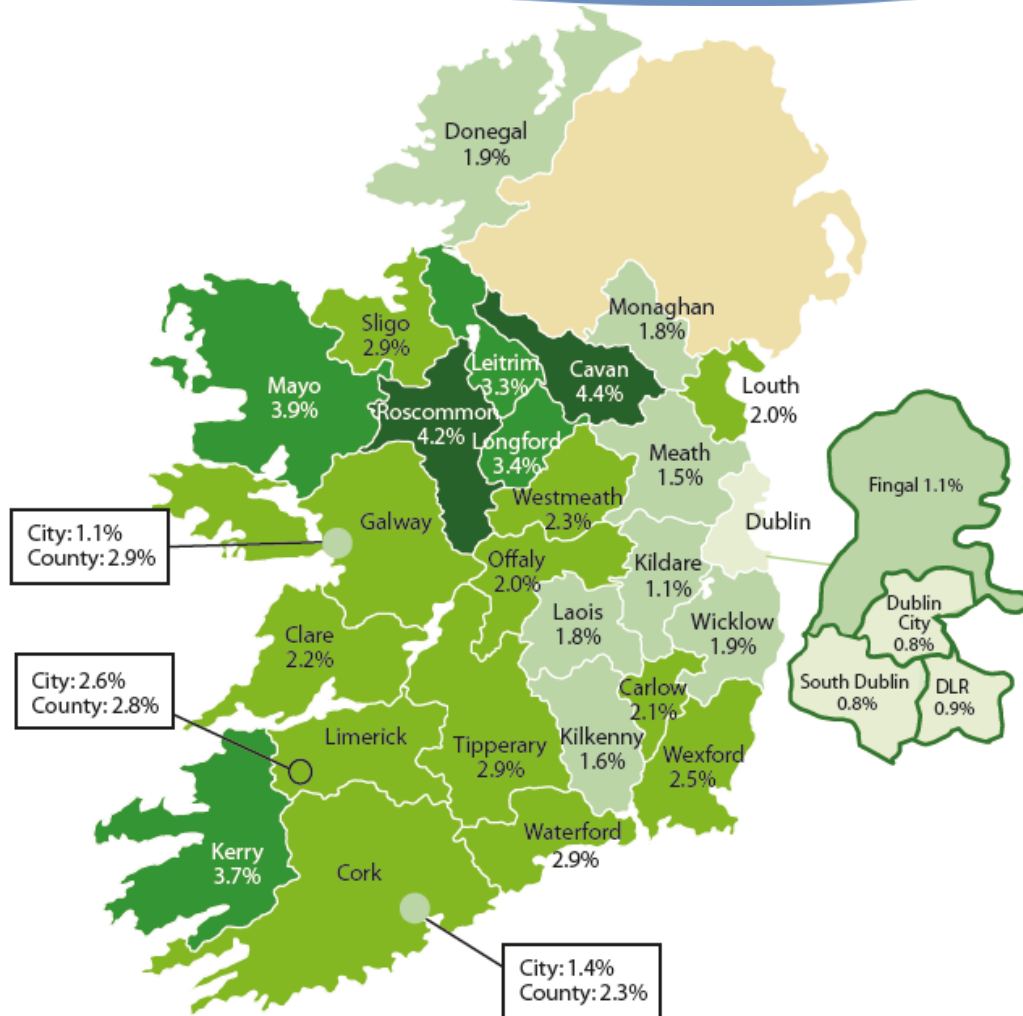 Donegal
1.9%
Monaghan
1.8%
Sligo
2.9%
Leitrim
3.3%
Cavan
4.4%
Louth
2.0%
Mayo
3.9%
Roscommon
4.2%
Longford
3.4%
Meath
1.5%
Fingal 1.1%
Westmeath
2.3%
Galway
Dublin
City: 1.1%
County: 2.9%
Offaly
2.0%
Kildare
1.1%
Dublin
City
0.8%
Laois
1.8%
Wicklow
1.9%
Clare
2.2%
South Dublin
0.8%
DLR
0.9%
City: 2.6%
County: 2.8%
Carlow
2.1%
Limerick
Tipperary
2.9%
Kilkenny
1.6%
Wexford
2.5%
Waterford
2.9%
Kerry
3.7%
Cork
City: 1.4%
County: 2.3%